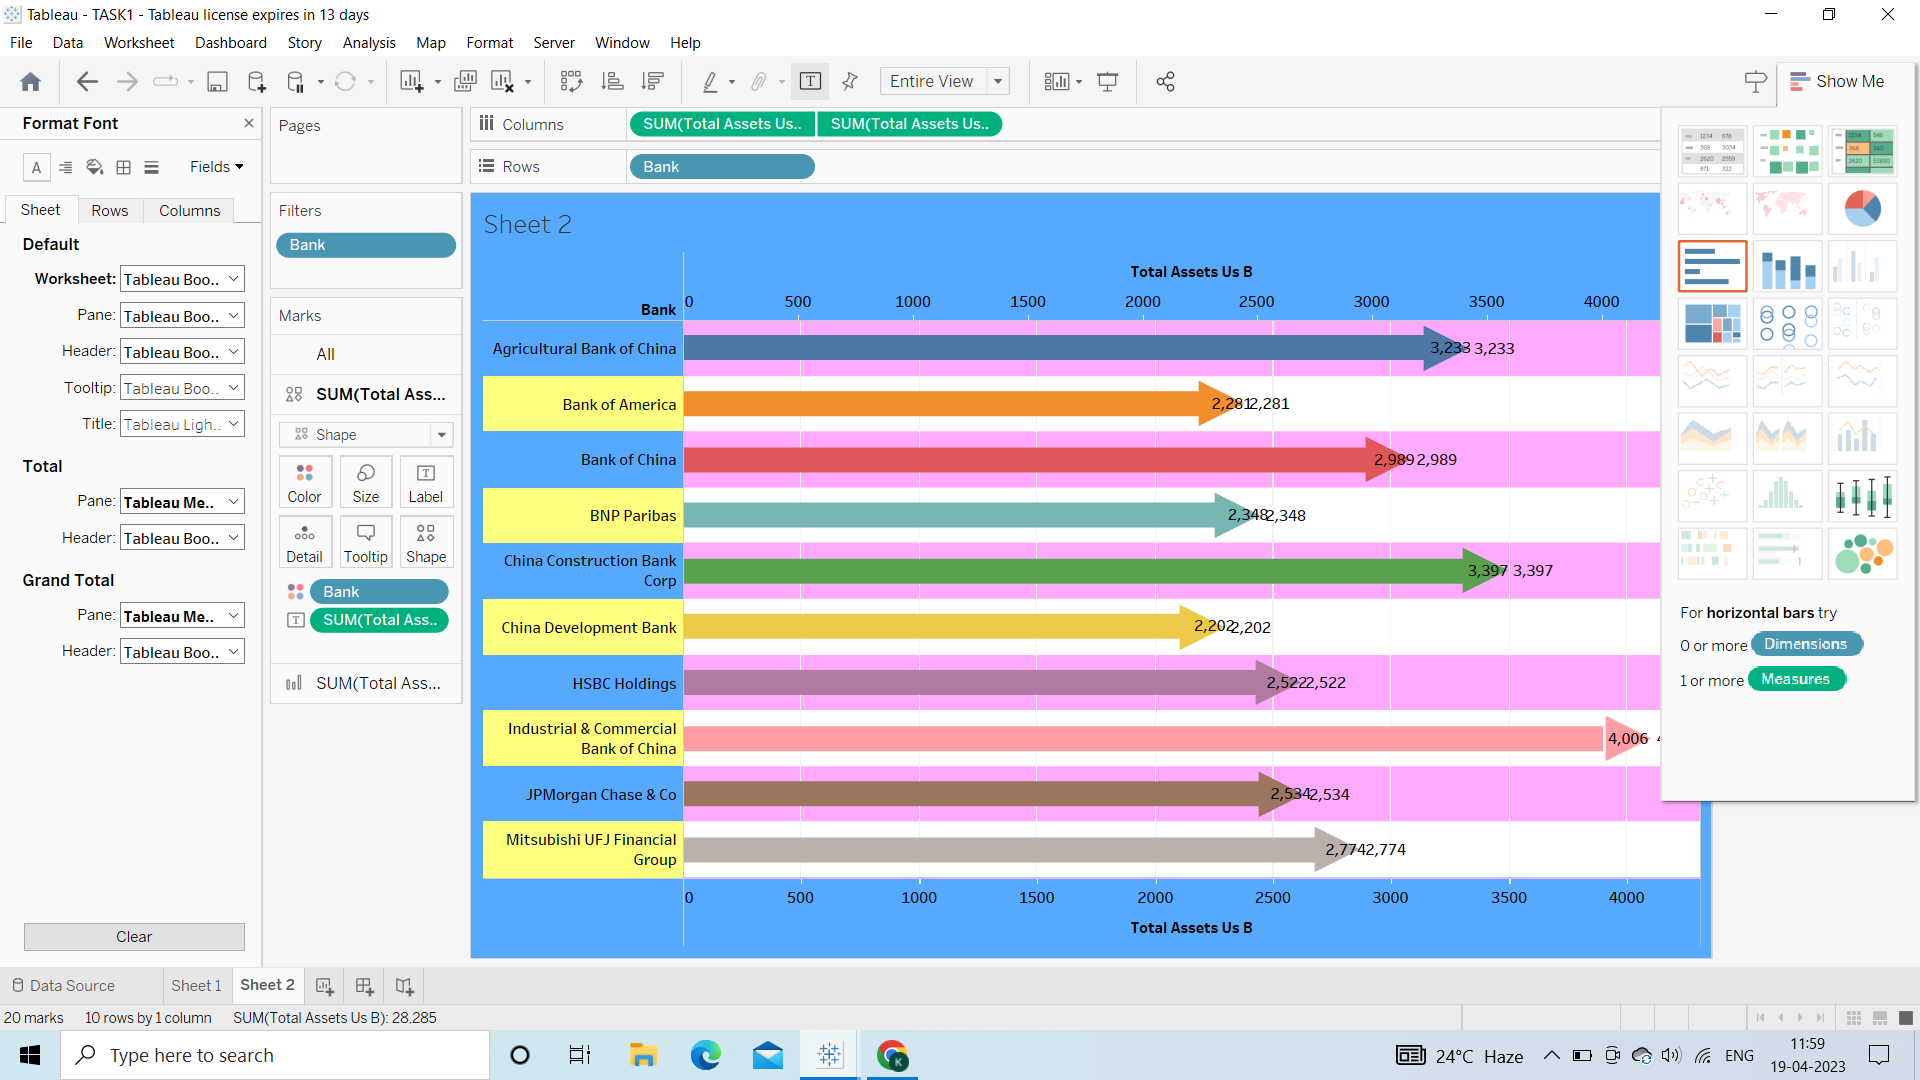 Tableau - TASK1 - Tableau license expires in 13 days
File Data Worksheet Dashboard Story Analysis Map Format Server Window Help
Entire View
Show Me
Format Font
Fields
Sheet Rows Columns
Default
Worksheet: Tableau Boo..
Pane: Tableau Boo..
Header: Tableau Boo..
Tooltip: Tableau Boo..
Title: Tableau Ligh..
Total
Pane: Tableau Me..
Header: Tableau Boo..
Grand Total
Pane: Tableau Me..
Header: Tableau Boo..
Clear
Pages
Filters
Bank
Marks
All
SUM(Total Ass...
Shape
Color Size Label
Detail Tooltip Shape
Bank
SUM(Total Ass..
SUM(Total Ass...
Columns SUM(Total Assets Us.. SUM(Total Assets Us..
Rows Bank
Sheet 2
Total Assets Us B
Bank 0 500 1000 1500 2000 2500 3000 3500 4000
Agricultural Bank of China 3,233 3,233
Bank of America 2,281 2,281
Bank of China 2,989 2,989
BNP Paribas 2,348 2,348
China Construction Bank
Corp 3,397 3,397
China Development Bank 2,202 2,202
HSBC Holdings 2,522 2,522
Industrial & Commercial
Bank of China 4,006
JPMorgan Chase & Co 2,534 2,534
Mitsubishi UFJ Financial
Group 2,774 2,774
0 500 1000 1500 2000 2500 3000 3500 4000
Total Assets Us B
For horizontal bars try
0 or more Dimensions
1 or more Measures
Data Source Sheet 1 Sheet 2
20 marks 10 rows by 1 column SUM(Total Assets Us B): 28,285
Type here to search
24°C Haze
ENG
11:59
19-04-2023